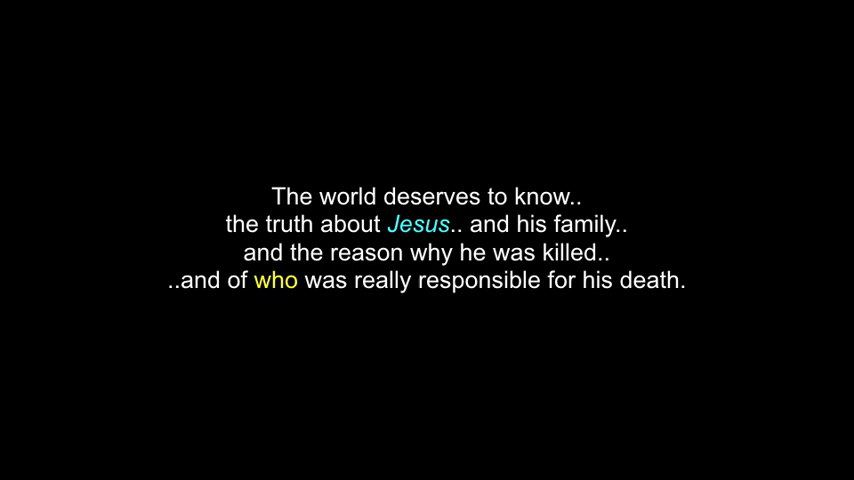 The world deserves to know..
the truth about Jesus.. and his family..
and the reason why he was killed..
..and of who was really responsible for his death.